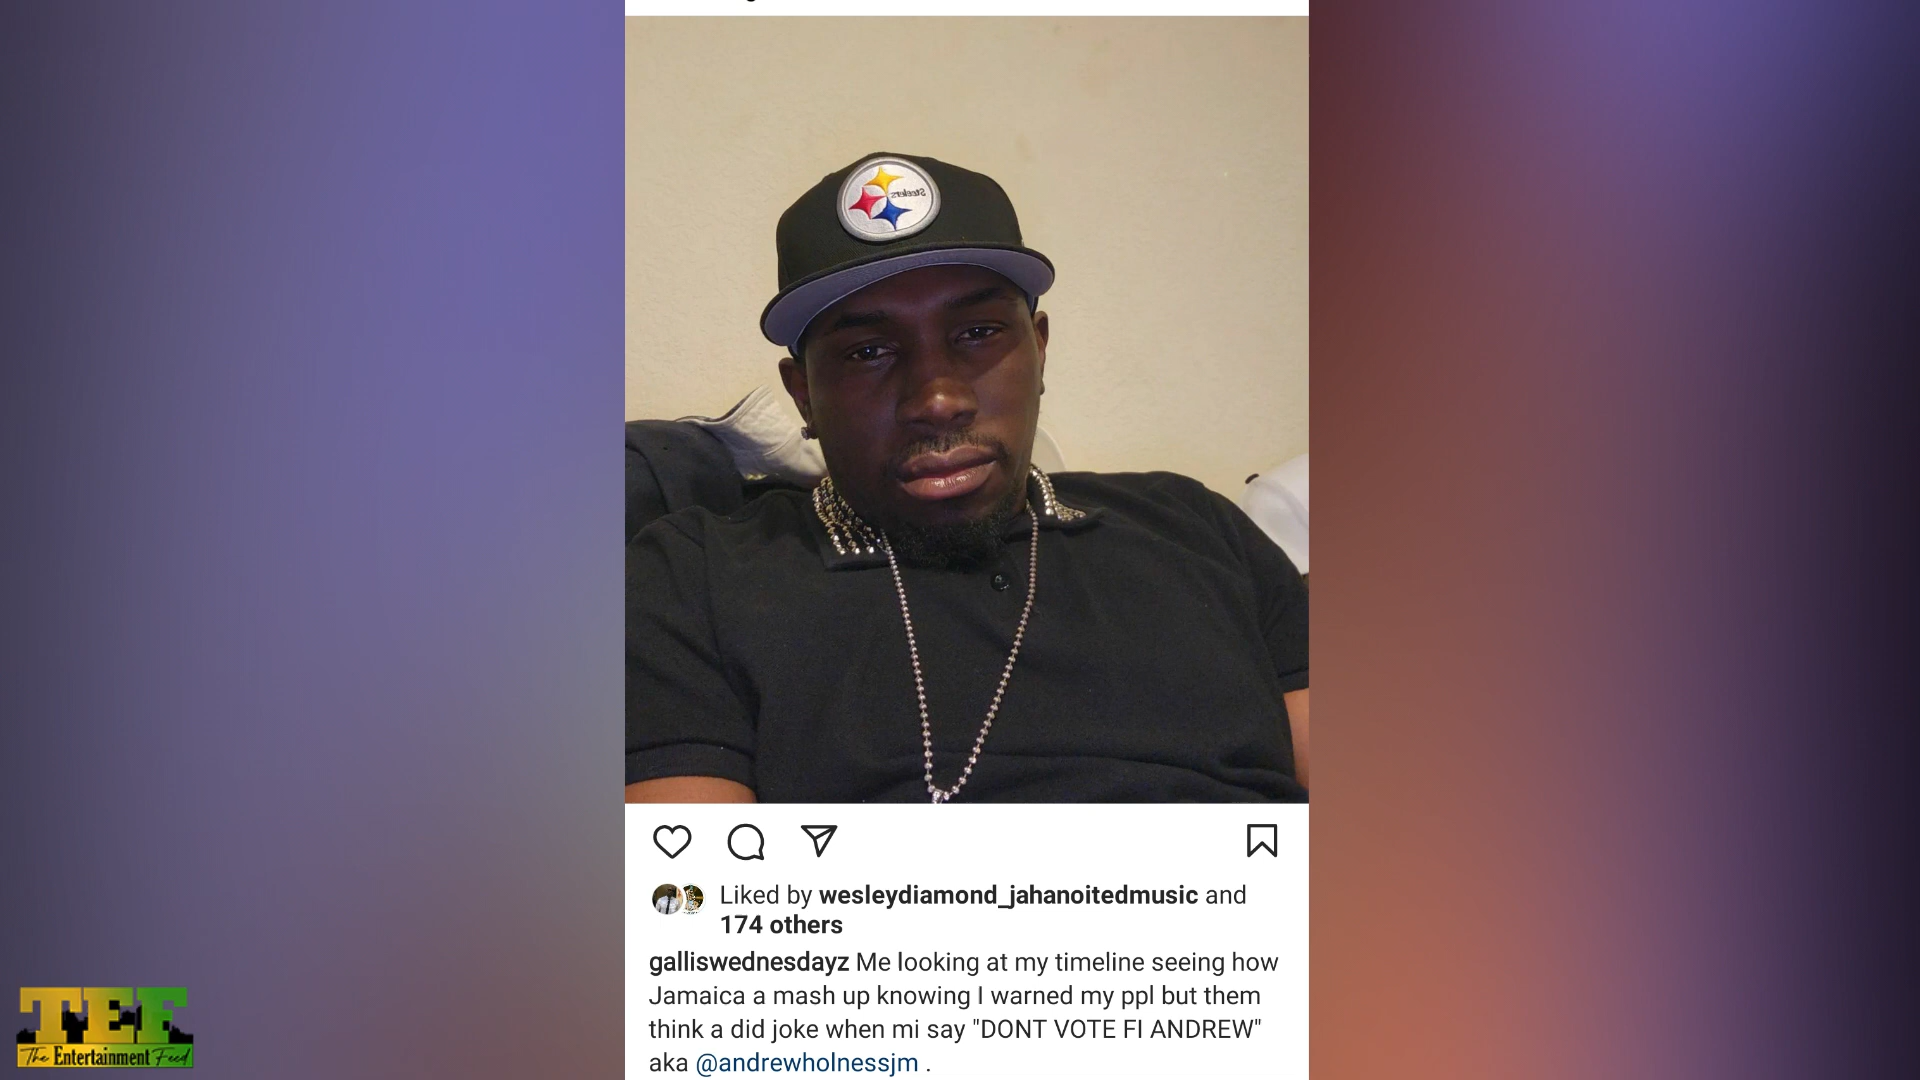 Steelers
Liked by wesleydiamond_jahanoitedmusic and
174 others
galliswednesdayz Me looking at my timeline seeing how
Jamaica a mash up knowing I warned my ppl but them
think a did joke when mi say "DONT VOTE FI ANDREW"
aka @andrewholnessjm .
TEF
The Entertainment Feed